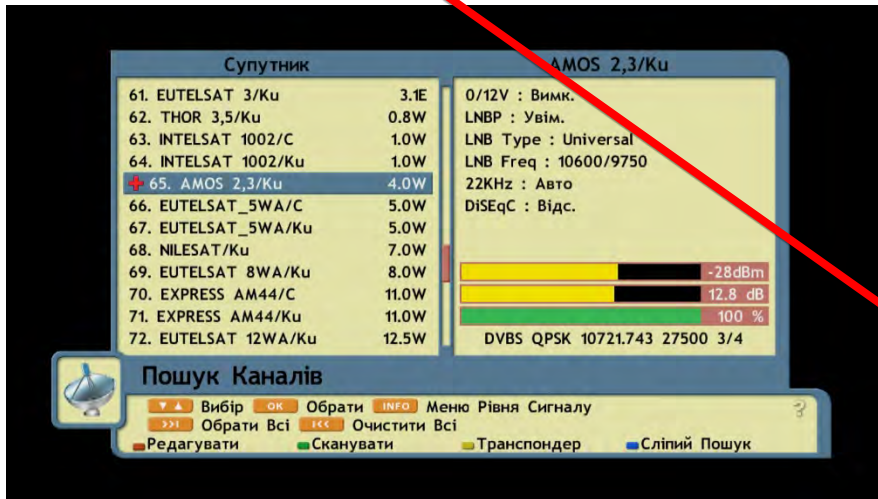 Супутник
61. EUTELSAT 3/Ku 3.1E
62. THOR 3,5/Ku 0.8W
63. INTELSAT 1002/C 1.0W
64. INTELSAT 1002/Ku 1.0W
65. AMOS 2,3/Ku 4.0W
66. EUTELSAT_5WA/C 5.0W
67. EUTELSAT_5WA/Ku 5.0W
68. NILESAT/Ku 7.0W
69. EUTELSAT 8WA/Ku 8.0W
70. EXPRESS AM44/C 11.0W
71. EXPRESS AM44/Ku 11.0W
72. EUTELSAT 12WA/Ku 12.5W
AMOS 2,3/Ku
0/12V : Вимк.
LNBP : Увім.
LNB Type : Universal
LNB Freq : 10600/9750
22KHz : Авто
DiSEqC : Відс.
-28dBm
12.8 dB
100 %
DVBS QPSK 10721.743 27500 3/4
Пошук Каналів
Вибір OK Обрати INFO Меню Рівня Сигналу
Обрати Всі Очистити Всі
Редагувати Сканувати Транспондер Сліпий Пошук
?